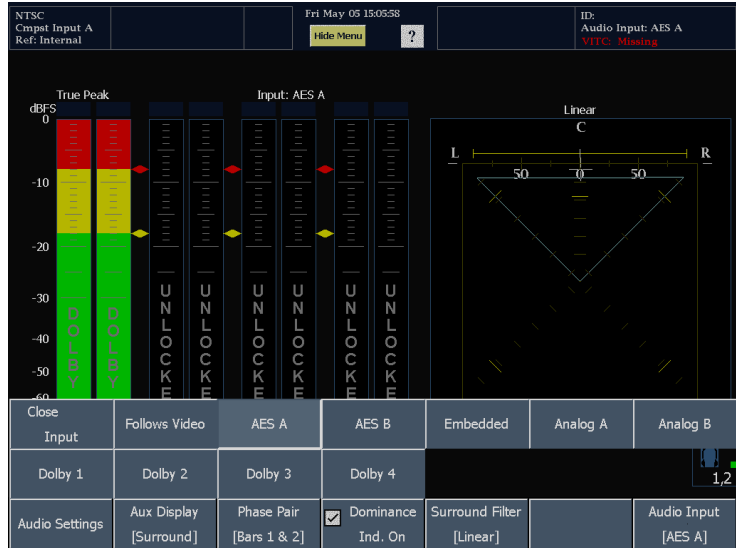 NTSC
Cmpst Input A
Ref: Internal
Fri May 05 15:05:58
Hide Menu
?
ID:
Audio Input: AES A
VITC: Missing
True Peak
Input: AES A
Linear
dBFS
0
-10
-20
-30
-40
-50
-60
DOLBY
DOLBY
UNLOCKE
UNLOCKE
UNLOCKE
UNLOCKE
UNLOCKE
UNLOCKE
C
L
R
50
0
50
Close
Input
Follows Video
AES A
AES B
Embedded
Analog A
Analog B
Dolby 1
Dolby 2
Dolby 3
Dolby 4
1,2
Audio Settings
Aux Display
[Surround]
Phase Pair
[Bars 1 & 2]
Dominance
Ind. On
Surround Filter
[Linear]
Audio Input
[AES A]